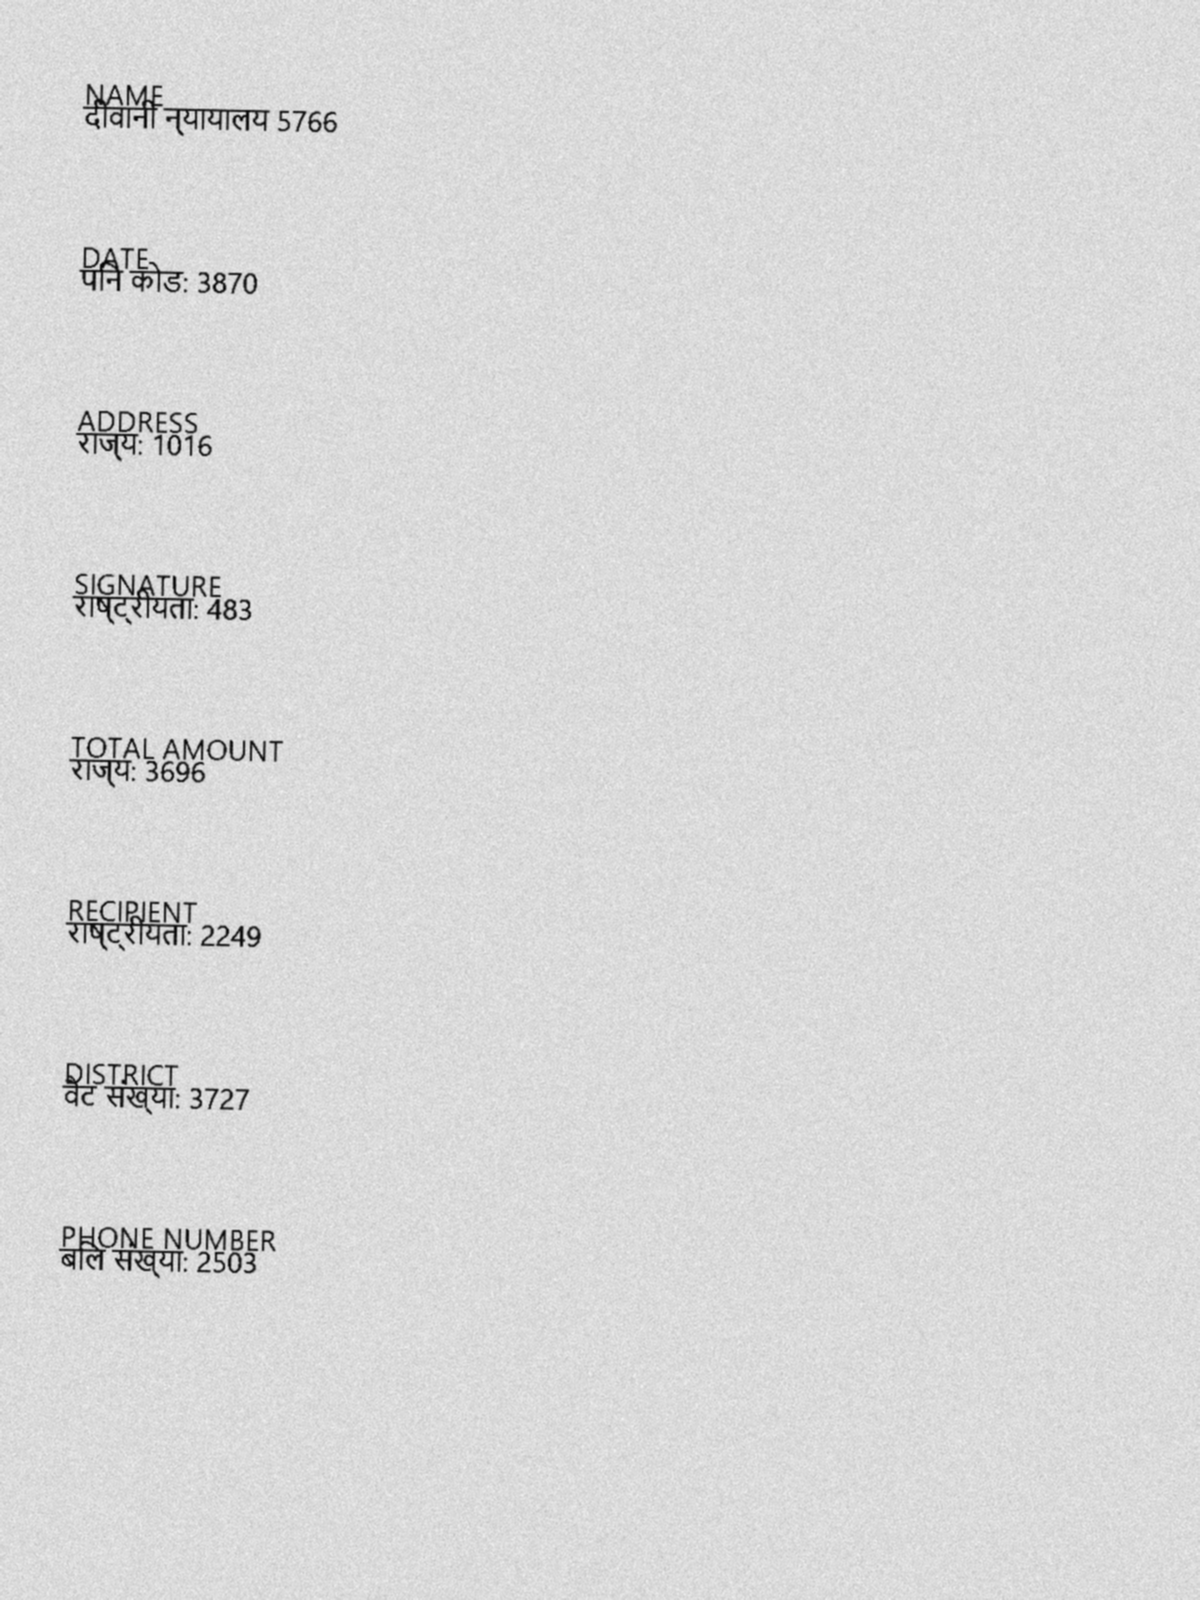 NAME
दीवानी न्यायालय 5766
DATE
पिन कोड: 3870
ADDRESS
राज्य: 1016
SIGNATURE
राष्ट्रीयता: 483
TOTAL AMOUNT
राज्य: 3696
RECIPIENT
राष्ट्रीयता: 2249
DISTRICT
वैट संख्या: 3727
PHONE NUMBER
बिल संख्या: 2503